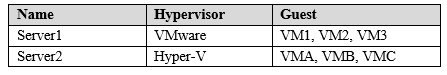 Name Hypervisor Guest
Server1 VMware VM1, VM2, VM3
Server2 Hyper-V VMA, VMB, VMC